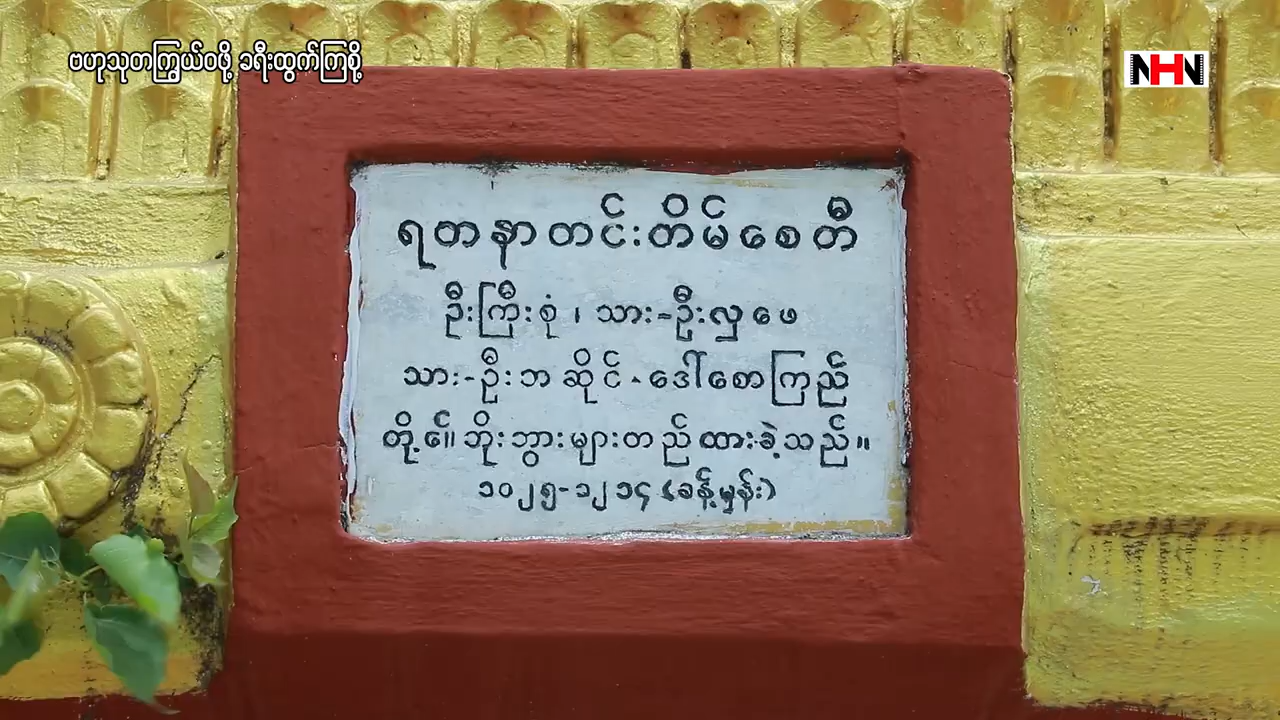 ဗဟုသုတကြွယ်ဝဖို့ ခရီးထွက်ကြစို့
NHN
ရတနာတင်းတိမ်စေတီ
ဦးကြီးစုံ ၊ သား-ဦးလှဖေ
သား-ဦးဘဆိုင်-ဒေါ်စောကြည်
တို့၏ ဘိုးဘွားများတည်ထားခဲ့သည်။
၁၀၂၅-၁၂၁၄ (ခန့်မှန်း)